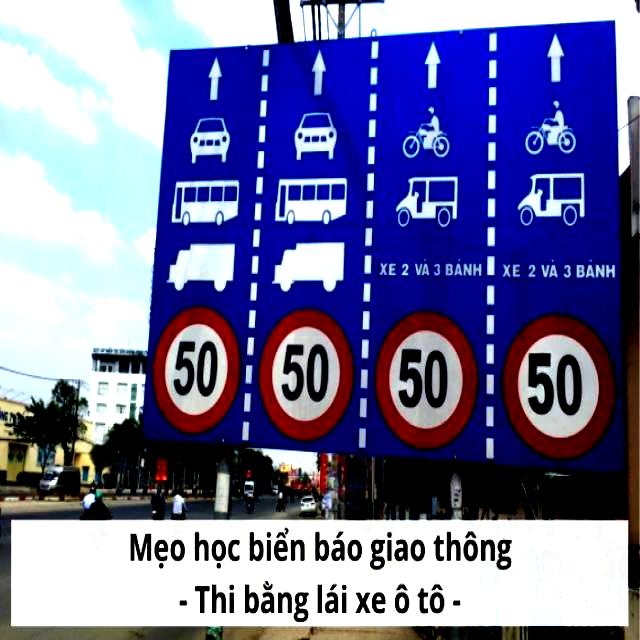 XE 2 VÀ 3 BÁNH XE 2 VÀ 3 BÁNH
50 50 50 50
Mẹo học biển báo giao thông
- Thi bằng lái xe ô tô -